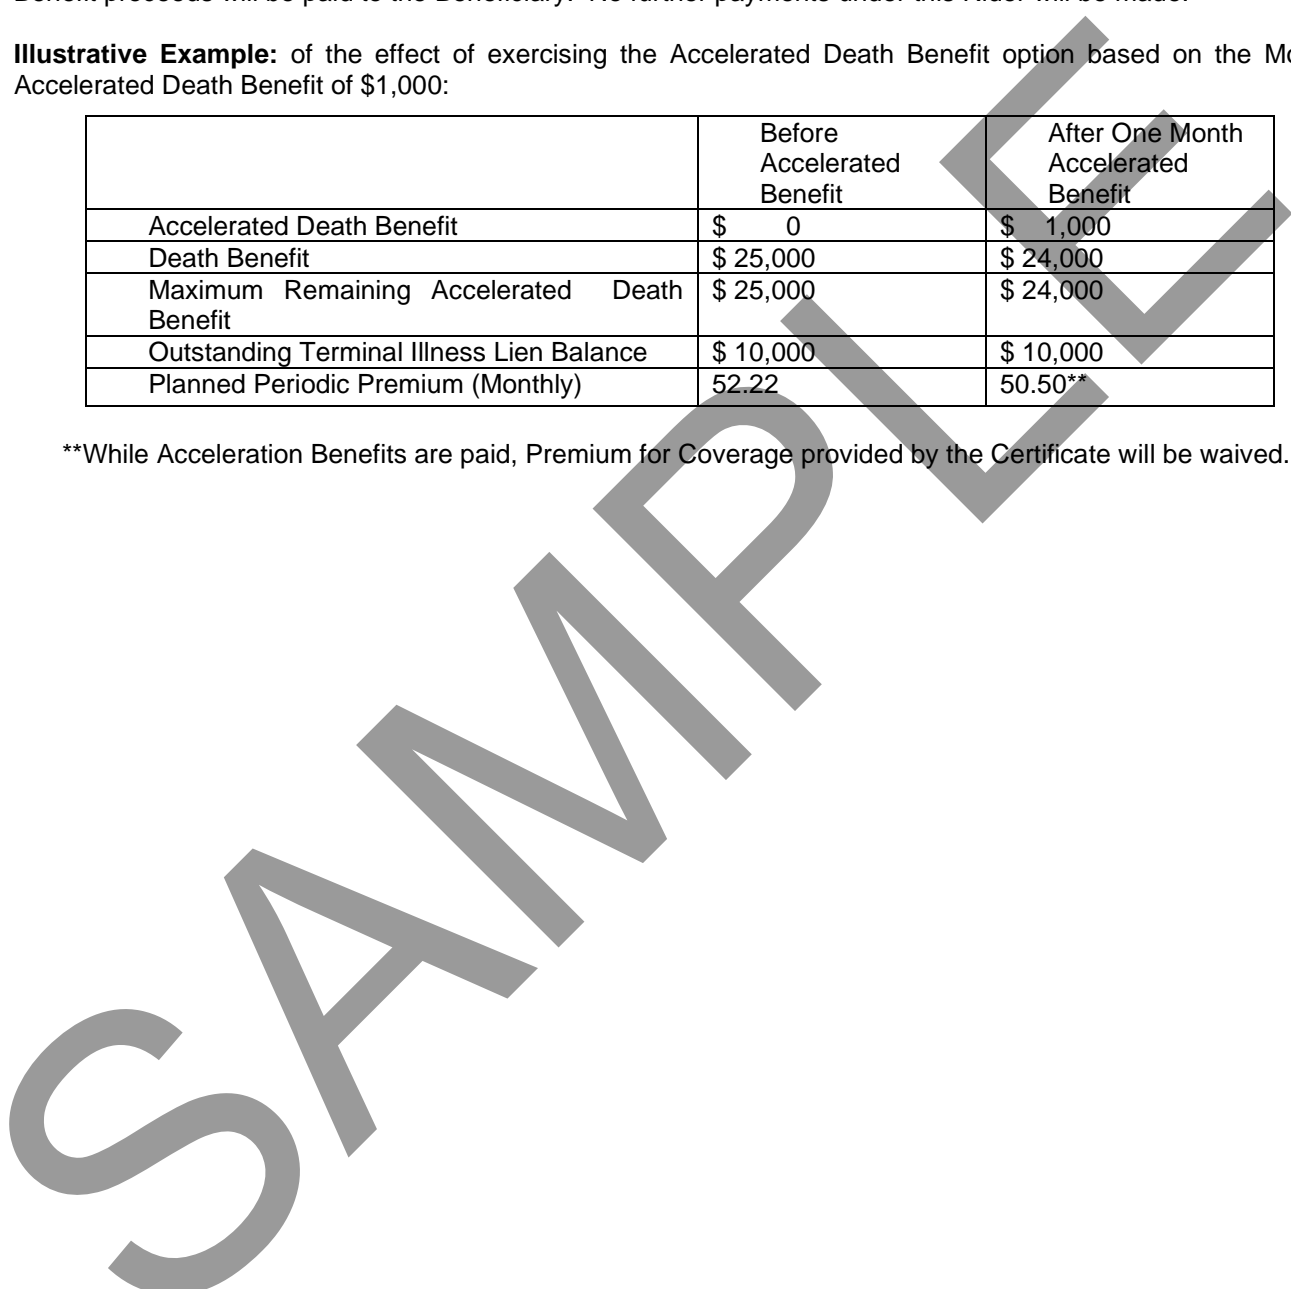 Benefit proceeds will be paid to the Beneficiary. No further payments under this Rider will be made.
Illustrative Example: of the effect of exercising the Accelerated Death Benefit option based on the
Accelerated Death Benefit of $1,000:
Before Accelerated Benefit After One Month Accelerated Benefit
Accelerated Death Benefit $ 0 $ 1,000
Death Benefit $ 25,000 $ 24,000
Maximum Remaining Accelerated Death $ 25,000 $ 24,000
Benefit
Outstanding Terminal Illness Lien Balance $ 10,000 $ 10,000
Planned Periodic Premium (Monthly) 52.22 50.50**
**While Acceleration Benefits are paid, Premium for Coverage provided by the Certificate will be waived.
SAMPLE